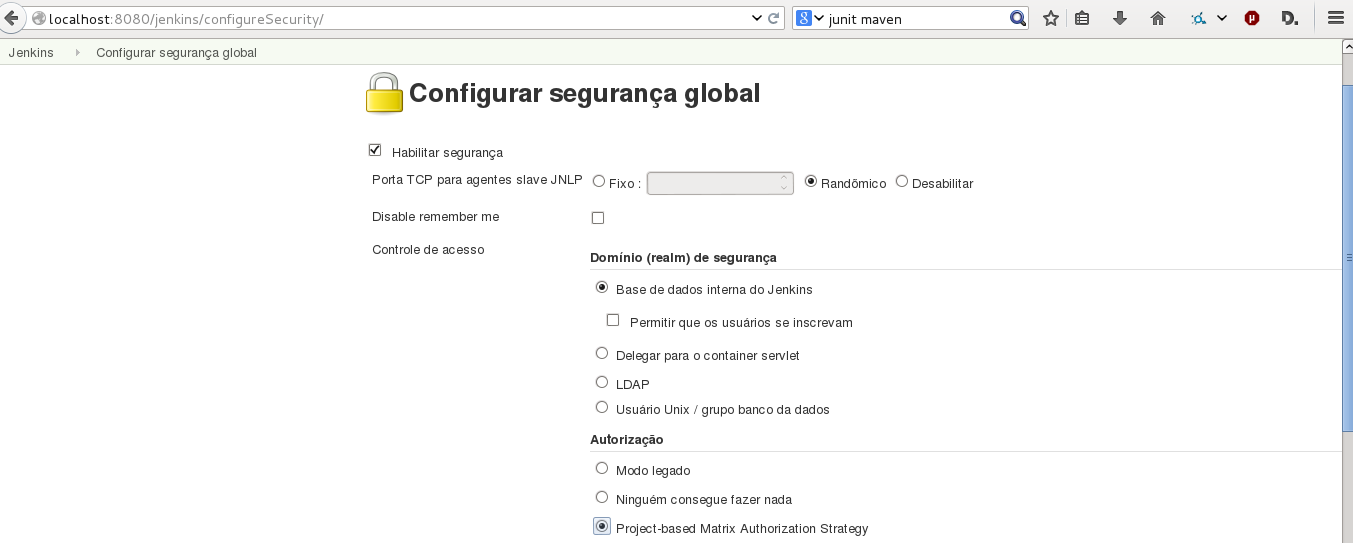 localhost:8080/jenkins/configureSecurity/ junit maven D.
Jenkins Configurar segurança global
Configurar segurança global
Habilitar segurança
Porta TCP para agentes slave JNLP Fixo : Randômico Desabilitar
Disable remember me
Controle de acesso
Domínio (realm) de segurança
Base de dados interna do Jenkins
Permitir que os usuários se inscrevam
Delegar para o container servlet
LDAP
Usuário Unix / grupo banco da dados
Autorização
Modo legado
Ninguém consegue fazer nada
Project-based Matrix Authorization Strategy